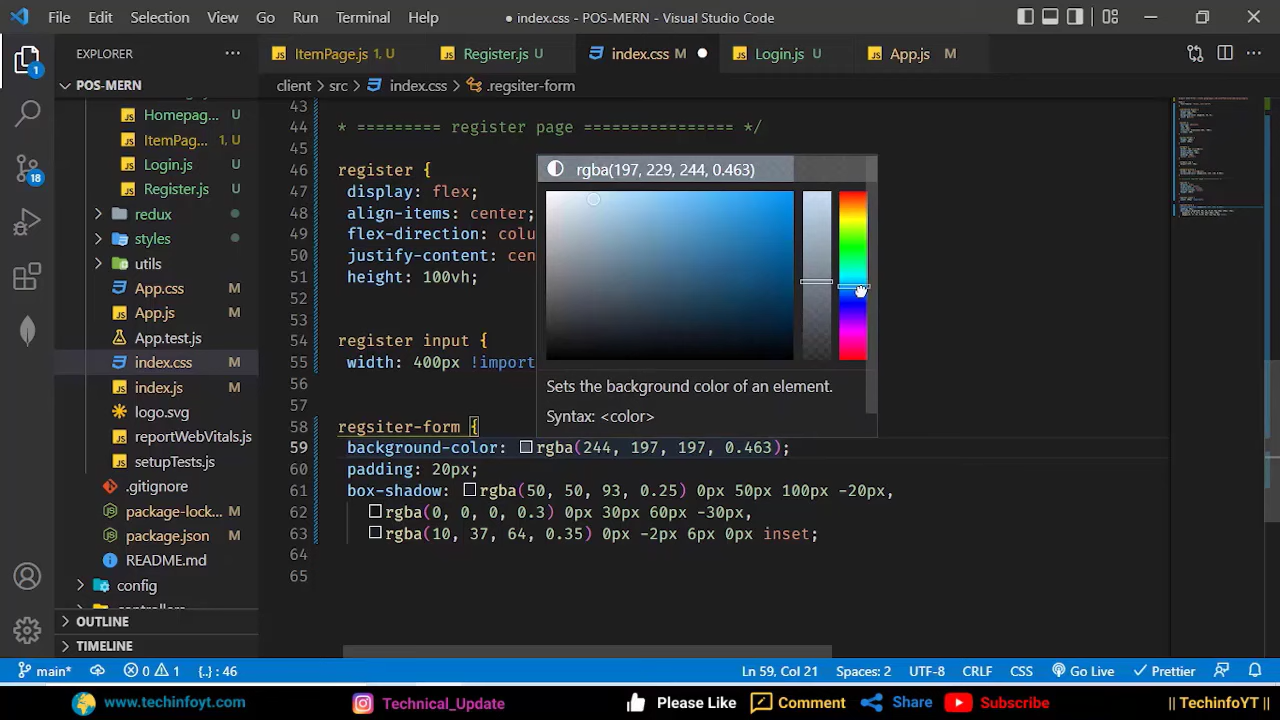 File Edit Selection View Go Run Terminal Help
● index.css - POS-MERN - Visual Studio Code
EXPLORER
ItemPage.js 1, U
Register.js U
index.css M
Login.js U
App.js M
POS-MERN
client > src > index.css > .regsiter-form
Homepag... U
ItemPag... 1, U
Login.js U
Register.js U
redux
styles
utils
App.css M
App.js M
App.test.js
index.css M
index.js M
logo.svg
reportWebVitals.js
setupTests.js
.gitignore
package-lock... M
package.json M
README.md
config
OUTLINE
TIMELINE
1
18
43
44 * ========= register page =============== */
45
46 register {
47 display: flex;
48 align-items: center;
49 flex-direction: colu
50 justify-content: cen
51 height: 100vh;
52
53
54 register input {
55 width: 400px !import
56
57
58 regsiter-form {
59 background-color: rgba(244, 197, 197, 0.463);
60 padding: 20px;
61 box-shadow: rgba(50, 50, 93, 0.25) 0px 50px 100px -20px,
62 rgba(0, 0, 0, 0.3) 0px 30px 60px -30px,
63 rgba(10, 37, 64, 0.35) 0px -2px 6px 0px inset;
64
65
rgba(197, 229, 244, 0.463)
Sets the background color of an element.
Syntax: <color>
main* 0 1 {..} : 46 Ln 59, Col 21 Spaces: 2 UTF-8 CRLF CSS Go Live Prettier
www.techinfoyt.com Technical_Update Please Like Comment Share Subscribe || TechinfoYT ||